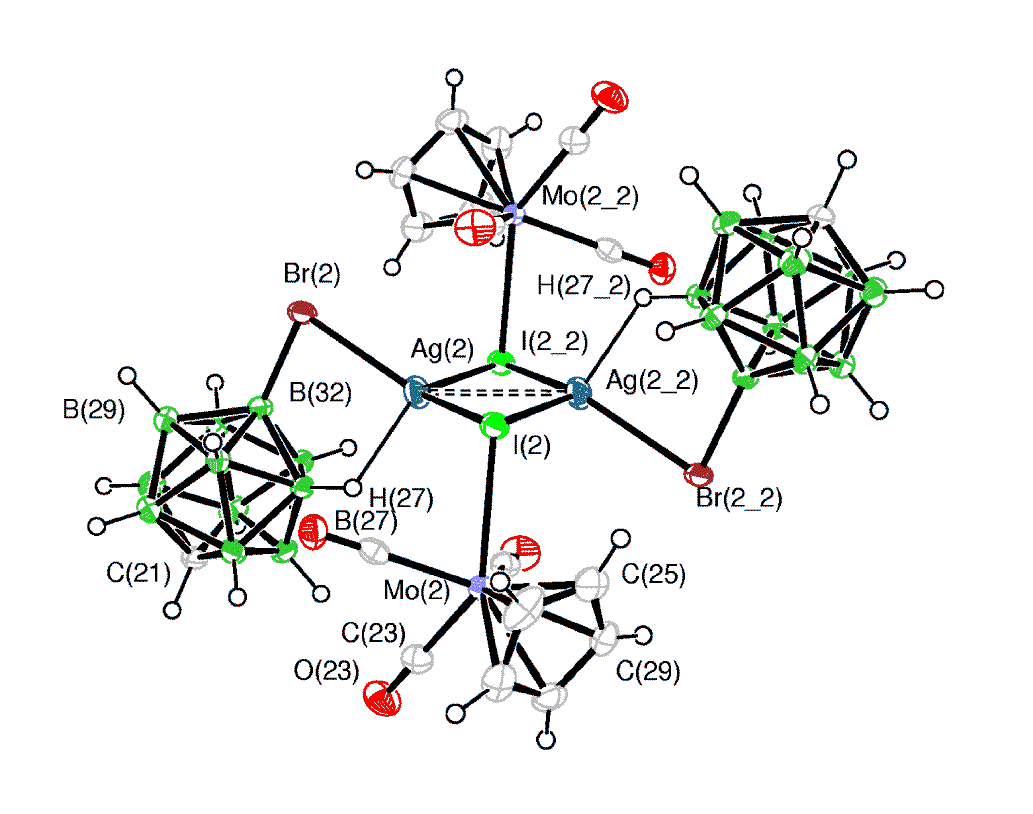 Mo(2_2)
Br(2)
H(27_2)
Ag(2)
I(2_2)
Ag(2_2)
B(29)
B(32)
I(2)
H(27)
Br(2_2)
B(27)
C(21)
Mo(2)
C(25)
C(23)
O(23)
C(29)